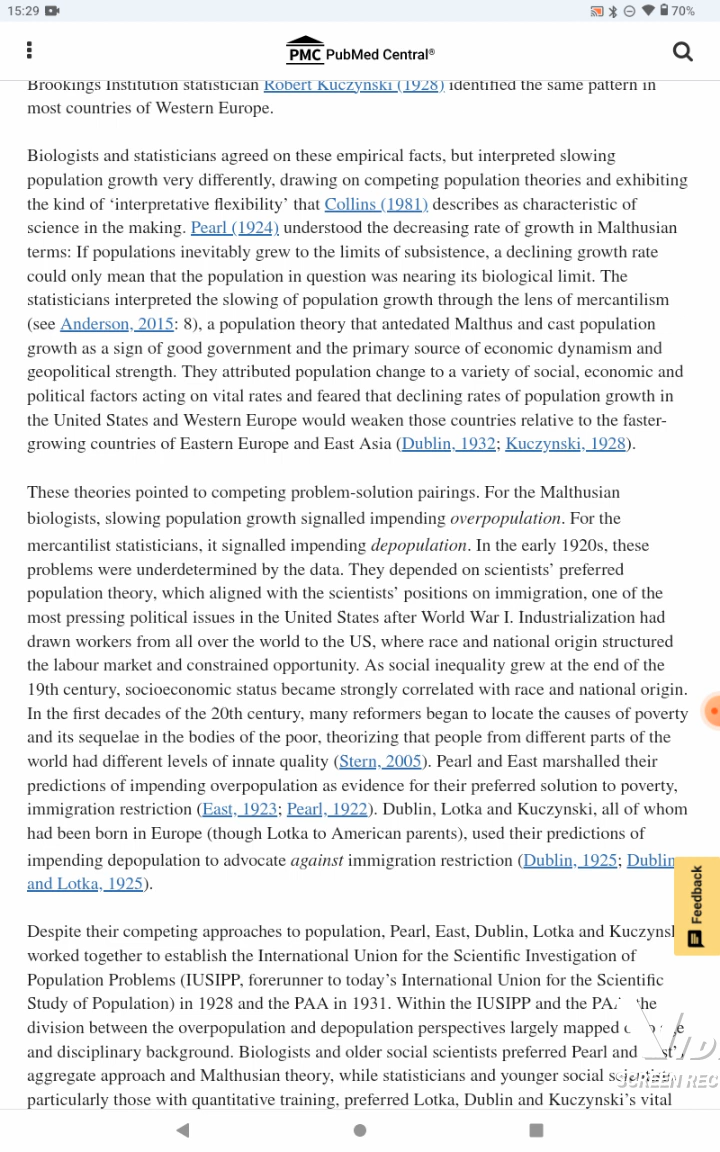 15:29
70%
PMC PubMed Central®
Brookings Institution statistician Robert Kuczynski (1928) identified the same pattern in
most countries of Western Europe.
Biologists and statisticians agreed on these empirical facts, but interpreted slowing
population growth very differently, drawing on competing population theories and exhibiting
the kind of ‘interpretative flexibility’ that Collins (1981) describes as characteristic of
science in the making. Pearl (1924) understood the decreasing rate of growth in Malthusian
terms: If populations inevitably grew to the limits of subsistence, a declining growth rate
could only mean that the population in question was nearing its biological limit. The
statisticians interpreted the slowing of population growth through the lens of mercantilism
(see Anderson, 2015: 8), a population theory that antedated Malthus and cast population
growth as a sign of good government and the primary source of economic dynamism and
geopolitical strength. They attributed population change to a variety of social, economic and
political factors acting on vital rates and feared that declining rates of population growth in
the United States and Western Europe would weaken those countries relative to the faster-
growing countries of Eastern Europe and East Asia (Dublin, 1932; Kuczynski, 1928).
These theories pointed to competing problem-solution pairings. For the Malthusian
biologists, slowing population growth signalled impending overpopulation. For the
mercantilist statisticians, it signalled impending depopulation. In the early 1920s, these
problems were underdetermined by the data. They depended on scientists’ preferred
population theory, which aligned with the scientists’ positions on immigration, one of the
most pressing political issues in the United States after World War I. Industrialization had
drawn workers from all over the world to the US, where race and national origin structured
the labour market and constrained opportunity. As social inequality grew at the end of the
19th century, socioeconomic status became strongly correlated with race and national origin.
In the first decades of the 20th century, many reformers began to locate the causes of poverty
and its sequelae in the bodies of the poor, theorizing that people from different parts of the
world had different levels of innate quality (Stern, 2005). Pearl and East marshalled their
predictions of impending overpopulation as evidence for their preferred solution to poverty,
immigration restriction (East, 1923; Pearl, 1922). Dublin, Lotka and Kuczynski, all of whom
had been born in Europe (though Lotka to American parents), used their predictions of
impending depopulation to advocate against immigration restriction (Dublin, 1925; Dublin
and Lotka, 1925).
Feedback
Despite their competing approaches to population, Pearl, East, Dublin, Lotka and
worked together to establish the International Union for the Scientific Investigation of
Population Problems (IUSIPP, forerunner to today’s International Union for the Scientific
Study of Population) in 1928 and the PAA in 1931. Within the IUSIPP and the the
division between the overpopulation and depopulation perspectives largely mapped
and disciplinary background. Biologists and older social scientists preferred Pearl and
aggregate approach and Malthusian theory, while statisticians and younger social
particularly those with quantitative training, preferred Lotka, Dublin and Kuczynski’s vital
SCREEN REC